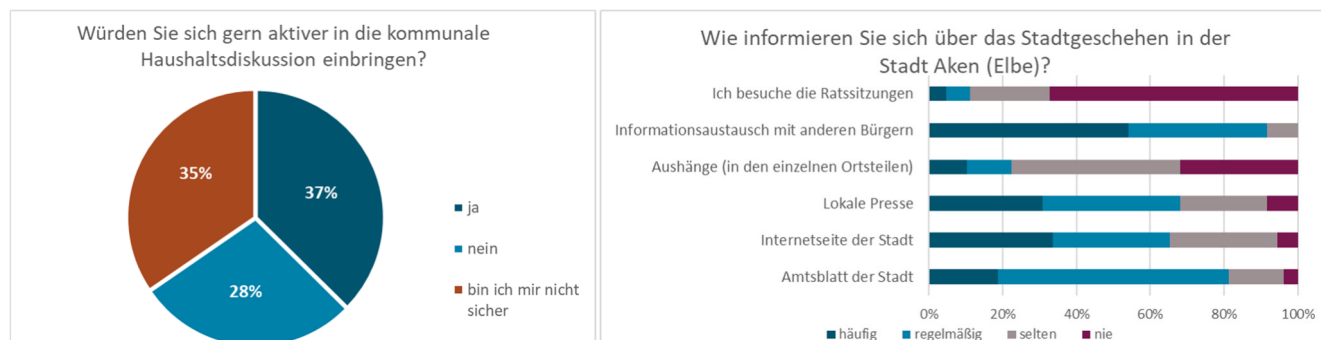 Würden Sie sich gern aktiver in die kommunale
Haushaltsdiskussion einbringen?
35%
37%
28%
ja
nein
bin ich mir nicht
sicher
Wie informieren Sie sich über das Stadtgeschehen in der
Stadt Aken (Elbe)?
Ich besuche die Ratssitzungen
Informationsaustausch mit anderen Bürgern
Aushänge (in den einzelnen Ortsteilen)
Lokale Presse
Internetseite der Stadt
Amtsblatt der Stadt
0% 20% 40% 60% 80% 100%
häufig regelmäßig selten nie